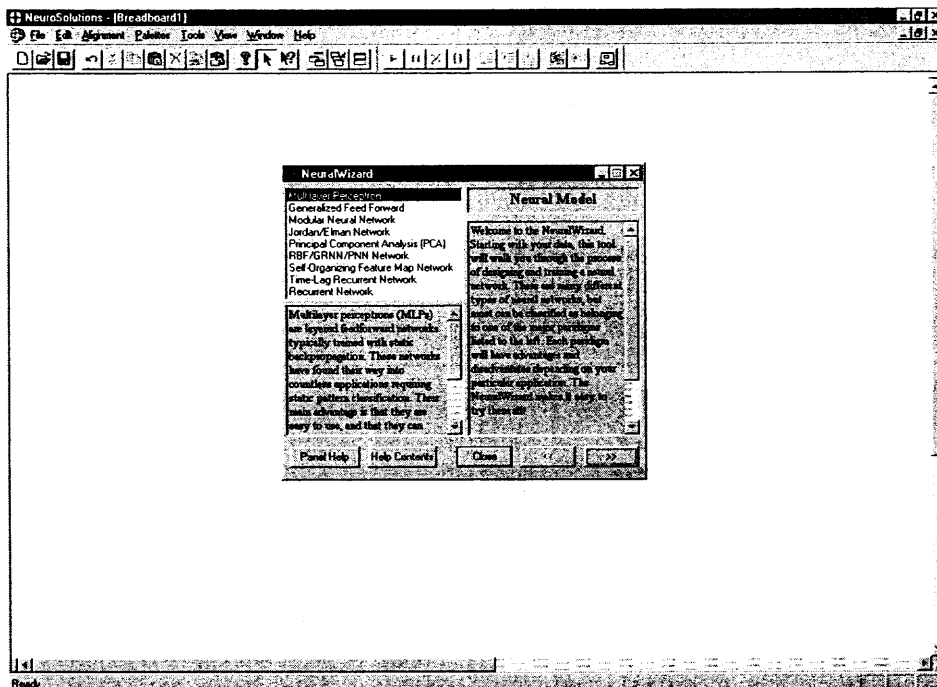 NeuroSolutions - [Breadboard1]
File Edit Alignment Palettes Tools View Window Help
NeuralWizard
Multilayer Perceptron
Generalized Feed Forward
Modular Neural Network
Jordan/Elman Network
Principal Component Analysis (PCA)
RBF/GRNN/PNN Network
Self-Organizing Feature Map Network
Time-Lag Recurrent Network
Recurrent Network
Multilayer perceptrons (MLPs)
are layered feedforward networks
typically trained with static
backpropagation. These networks
have found their way into
countless applications requiring
static pattern classification. Their
main advantage is that they are
easy to use, and that they can
Neural Model
Welcome to the NeuralWizard.
Starting with your data, this tool
will walk you through the process
of designing and training a neural
network. There are many different
types of neural networks, but
most can be classified as belonging
to one of the major paradigms
listed to the left. Each paradigm
will have advantages and
disadvantages depending on your
particular application. The
NeuralWizard makes it easy to
try them all!
Panel Help Help Contents Close << >>
Ready